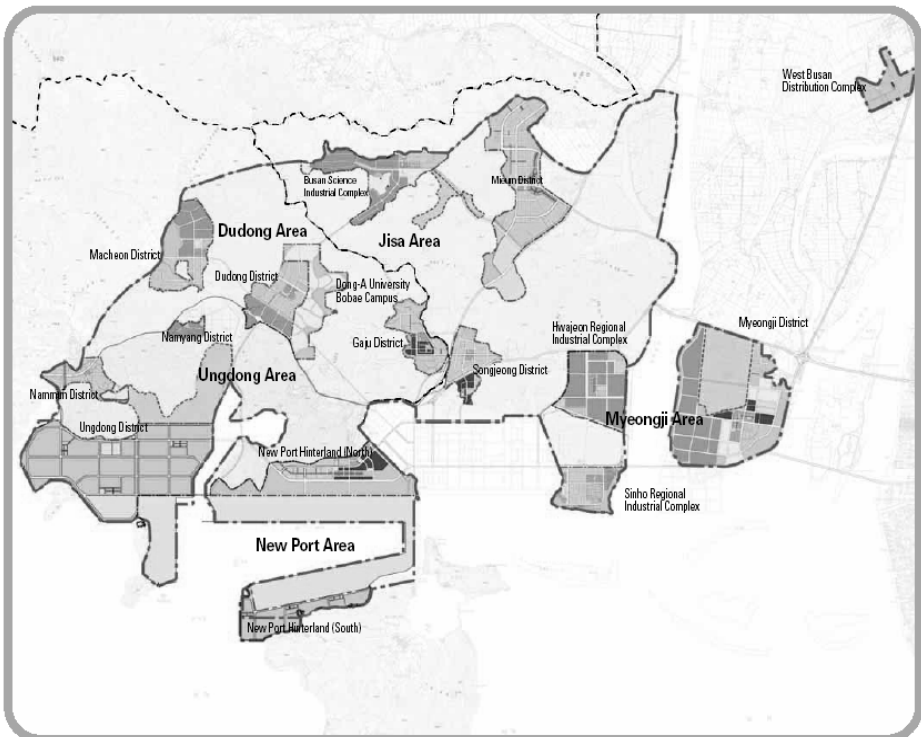 West Busan
Distribution Complex
Busan Science
Industrial Complex
Mieum District
Dudong Area
Jisa Area
Macheon District
Dudong District
Dong-A University
Bobae Campus
Namyang District
Gaju District
Hwajeon Regional
Industrial Complex
Myeongji District
Songjeong District
Ungdong Area
Nammun District
Myeongji Area
Ungdong District
New Port Hinterland (North)
Sinho Regional
Industrial Complex
New Port Area
New Port Hinterland (South)